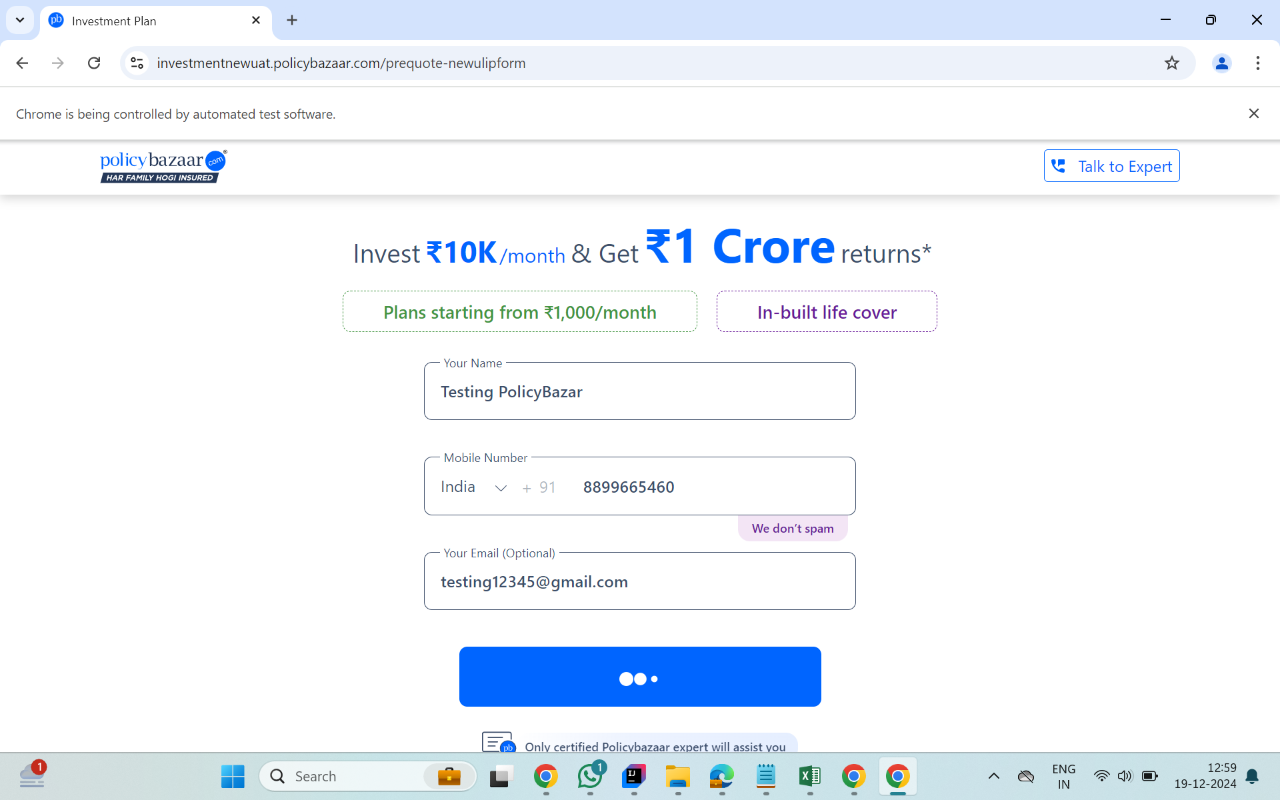 pb Investment Plan
investmentnewuat.policybazaar.com/prequote-newulipform
Chrome is being controlled by automated test software.
policybazaar.com®
HAR FAMILY HOGI INSURED
Talk to Expert
Invest ₹10K/month & Get ₹1 Crore returns*
Plans starting from ₹1,000/month
In-built life cover
Your Name
Testing PolicyBazar
Mobile Number
India + 91 8899665460
We don't spam
Your Email (Optional)
testing12345@gmail.com
pb Only certified Policybazaar expert will assist you
1
Search
1
ENG
IN
12:59
19-12-2024